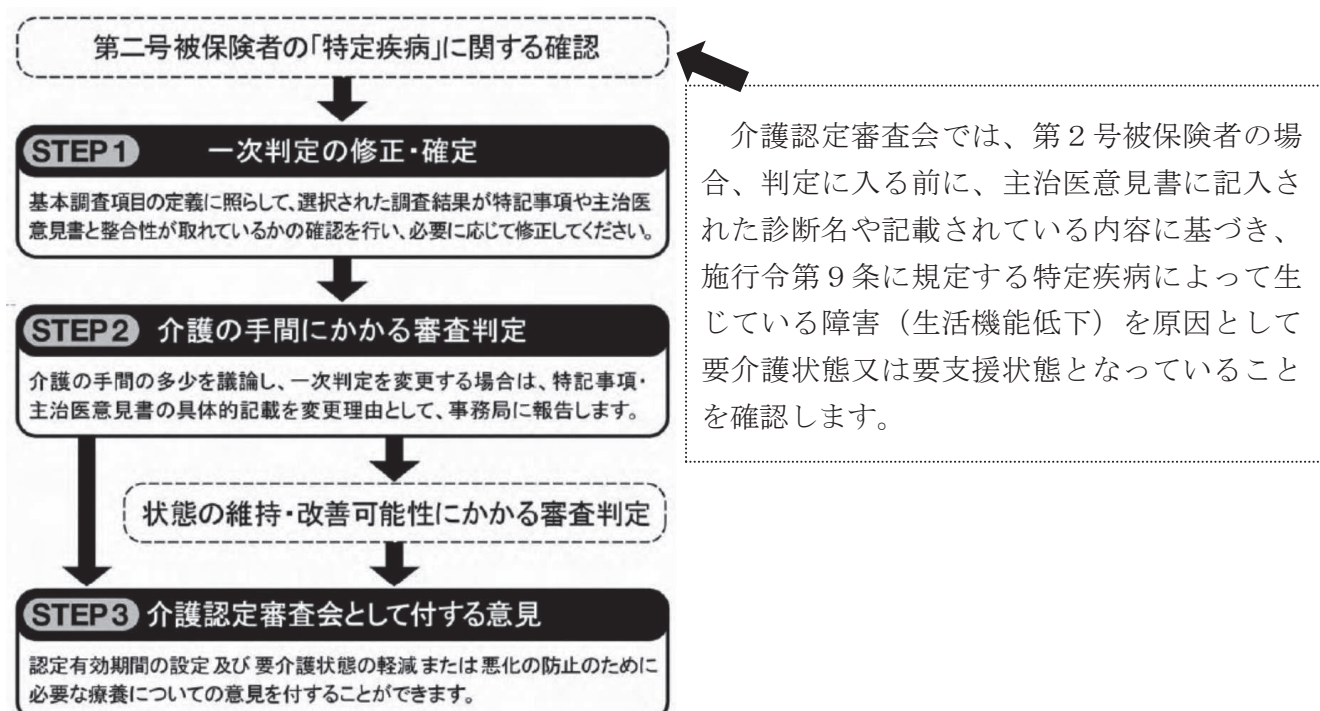 第二号被保険者の「特定疾病」に関する確認
STEP1 一次判定の修正・確定
基本調査項目の定義に照らして、選択された調査結果が特記事項や主治医
意見書と整合性が取れているかの確認を行い、必要に応じて修正してください。
STEP2 介護の手間にかかる審査判定
介護の手間の多少を議論し、一次判定を変更する場合は、特記事項・
主治医意見書の具体的記載を変更理由として、事務局に報告します。
状態の維持・改善可能性にかかる審査判定
STEP3 介護認定審査会として付する意見
認定有効期間の設定及び要介護状態の軽減または悪化の防止のために
必要な療養についての意見を付することができます。
介護認定審査会では、第2号被保険者の場
合、判定に入る前に、主治医意見書に記入さ
れた診断名や記載されている内容に基づき、
施行令第9条に規定する特定疾病によって生
じている障害（生活機能低下）を原因として
要介護状態又は要支援状態となっていること
を確認します。